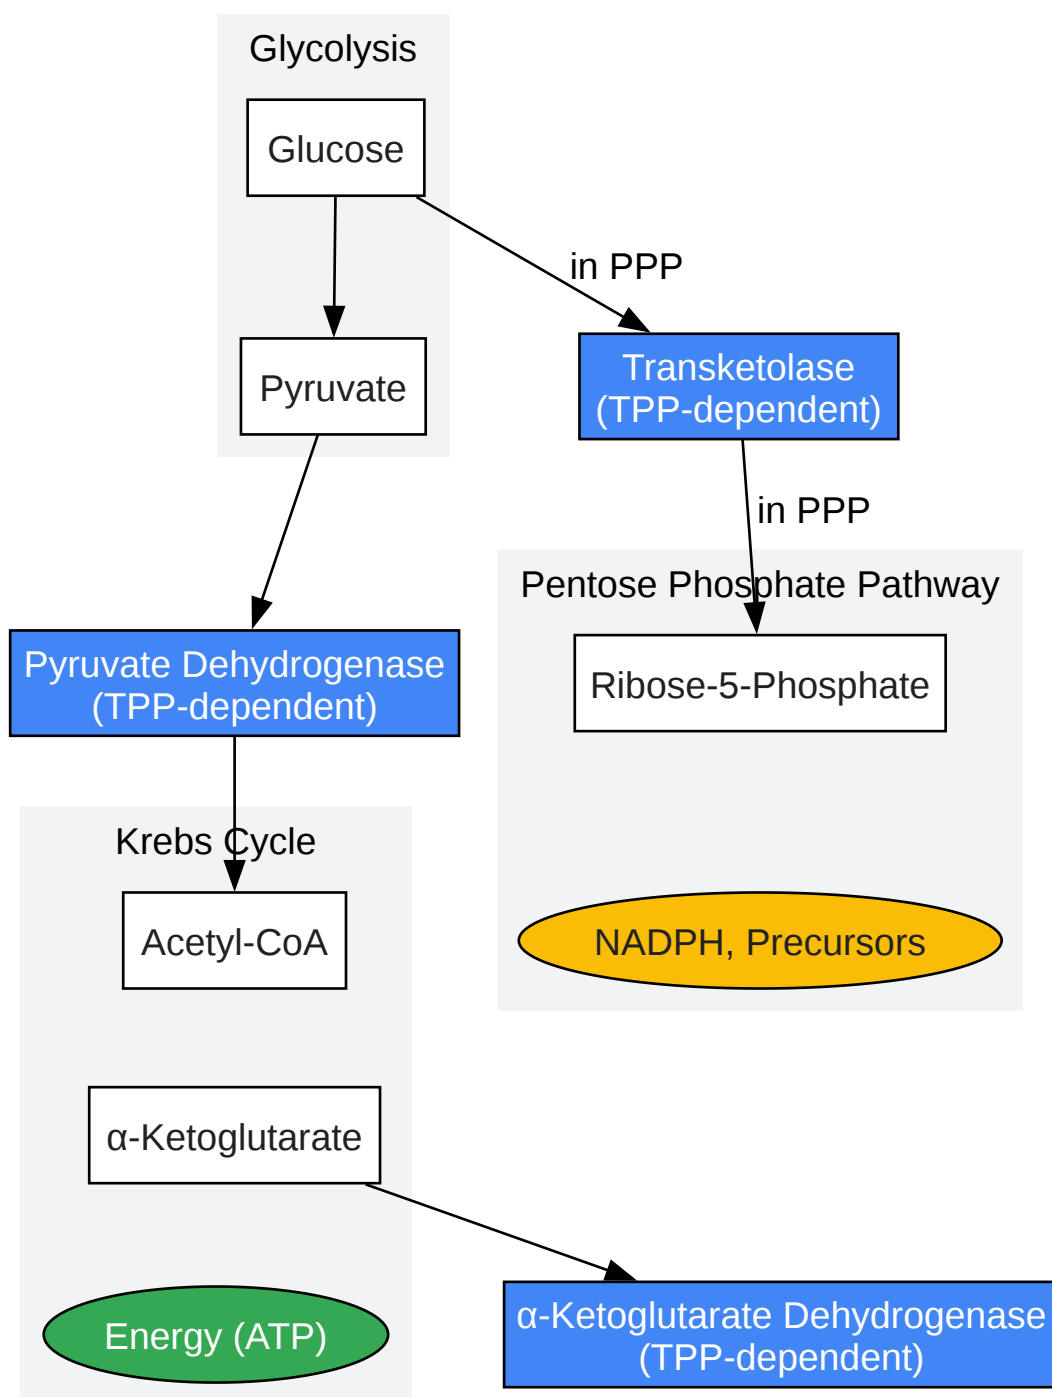 Glycolysis
Glucose
in PPP
Pyruvate
Transketolase
(TPP-dependent)
in PPP
Pentose Phosphate Pathway
Ribose-5-Phosphate
Pyruvate Dehydrogenase
(TPP-dependent)
Krebs Cycle
Acetyl-CoA
NADPH, Precursors
α-Ketoglutarate
Energy (ATP)
α-Ketoglutarate Dehydrogenase
(TPP-dependent)